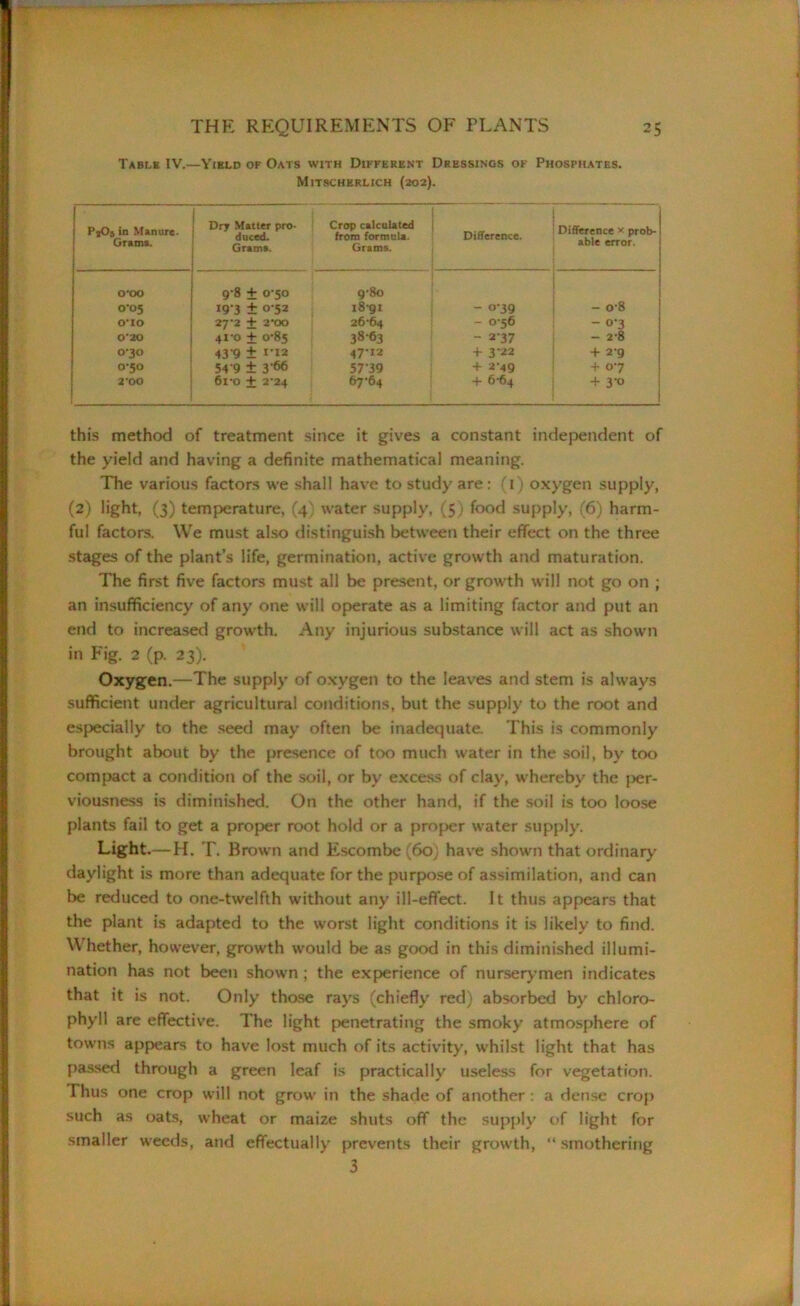 THE REQUIREMENTS OF PLANTS 25
TABLE IV.—YIELD OF OATS WITH DIFFERENT DRESSINGS OF PHOSPHATES.
MITSCHERLICH (202).
P₂O₅ in Manure. Grams. | Dry Matter produced. Grams. | Crop calculated from formula. Grams. | Difference. | Difference × probable error.
0·00 | 9·8 ± 0·50 | 9·80
0·05 | 19·3 ± 0·52 | 18·91 | - 0·39 | - 0·8
0·10 | 27·2 ± 2·00 | 26·64 | - 0·56 | - 0·3
0·20 | 41·0 ± 0·85 | 38·63 | - 2·37 | - 2·8
0·30 | 43·9 ± 1·12 | 47·12 | + 3·22 | + 2·9
0·50 | 54·9 ± 3·66 | 57·39 | + 2·49 | + 0·7
2·00 | 61·0 ± 2·24 | 67·64 | + 6·64 | + 3·0
this method of treatment since it gives a constant independent of
the yield and having a definite mathematical meaning.
The various factors we shall have to study are: (1) oxygen supply,
(2) light, (3) temperature, (4) water supply, (5) food supply, (6) harm-
ful factors. We must also distinguish between their effect on the three
stages of the plant's life, germination, active growth and maturation.
The first five factors must all be present, or growth will not go on ;
an insufficiency of any one will operate as a limiting factor and put an
end to increased growth. Any injurious substance will act as shown
in Fig. 2 (p. 23).
Oxygen.—The supply of oxygen to the leaves and stem is always
sufficient under agricultural conditions, but the supply to the root and
especially to the seed may often be inadequate. This is commonly
brought about by the presence of too much water in the soil, by too
compact a condition of the soil, or by excess of clay, whereby the per-
viousness is diminished. On the other hand, if the soil is too loose
plants fail to get a proper root hold or a proper water supply.
Light.—H. T. Brown and Escombe (60) have shown that ordinary
daylight is more than adequate for the purpose of assimilation, and can
be reduced to one-twelfth without any ill-effect. It thus appears that
the plant is adapted to the worst light conditions it is likely to find.
Whether, however, growth would be as good in this diminished illumi-
nation has not been shown ; the experience of nurserymen indicates
that it is not. Only those rays (chiefly red) absorbed by chloro-
phyll are effective. The light penetrating the smoky atmosphere of
towns appears to have lost much of its activity, whilst light that has
passed through a green leaf is practically useless for vegetation.
Thus one crop will not grow in the shade of another : a dense crop
such as oats, wheat or maize shuts off the supply of light for
smaller weeds, and effectually prevents their growth, "smothering
3